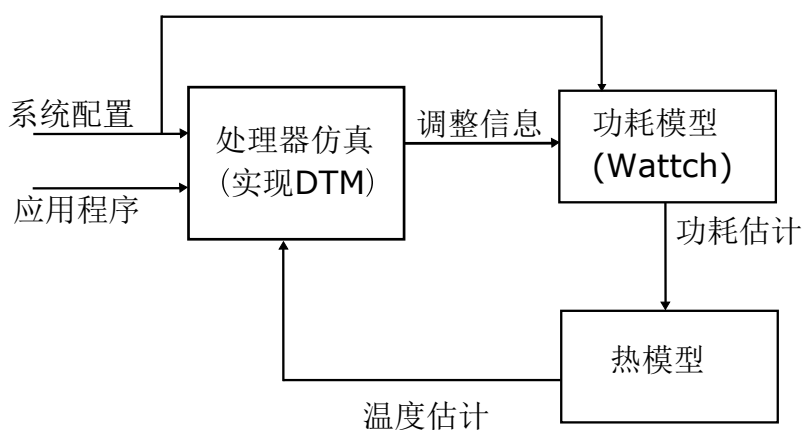 系统配置
应用程序
处理器仿真
(实现DTM)
调整信息
功耗模型
(Wattch)
功耗估计
热模型
温度估计